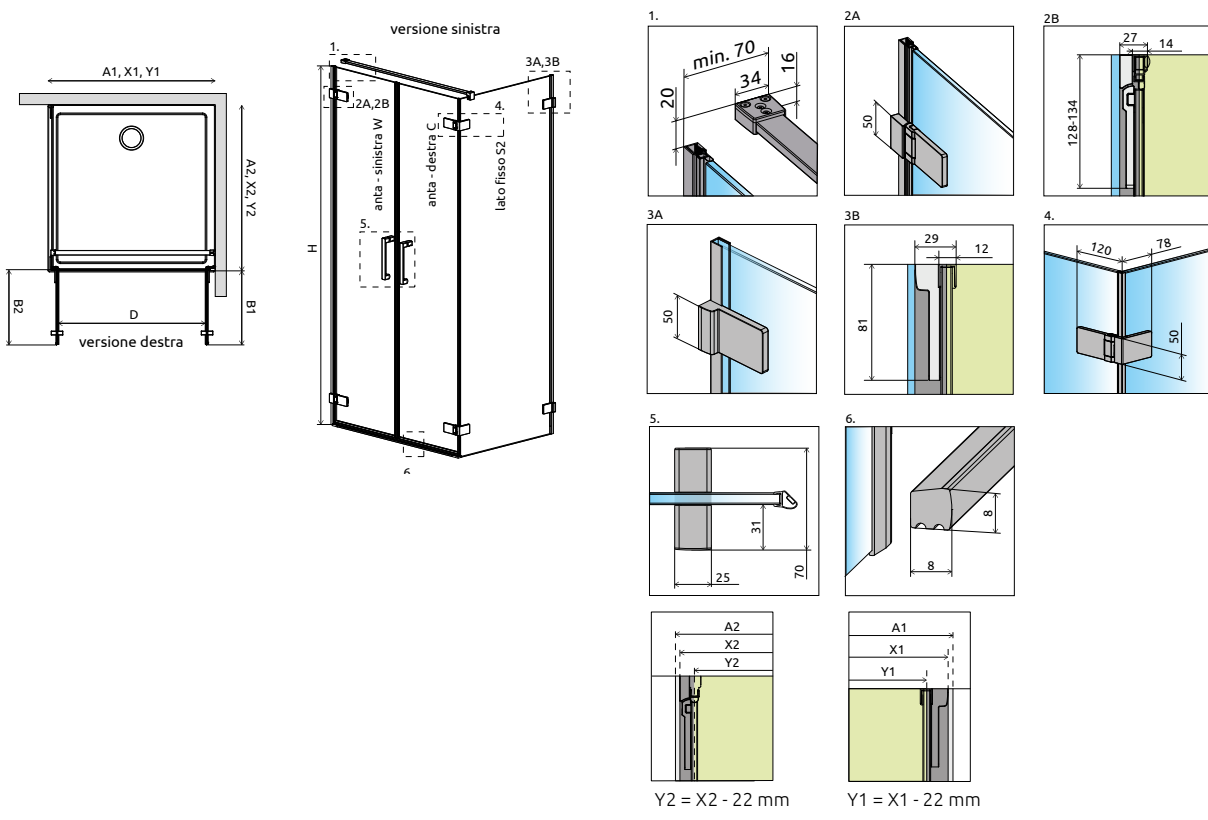 versione sinistra
A1, X1, Y1
A2, X2, Y2
B2
B1
D
versione destra
1.
2A,2B
3A,3B
4.
anta - sinistra W
anta - destra C
lato fisso S2
H
5.
6
1.
min. 70
16
34
20
2A
50
2B
27
14
128-134
3A
50
3B
29
12
81
4.
120
78
50
5.
31
70
25
6.
8
8
A2
X2
Y2
Y2 = X2 - 22 mm
A1
X1
Y1
Y1 = X1 - 22 mm